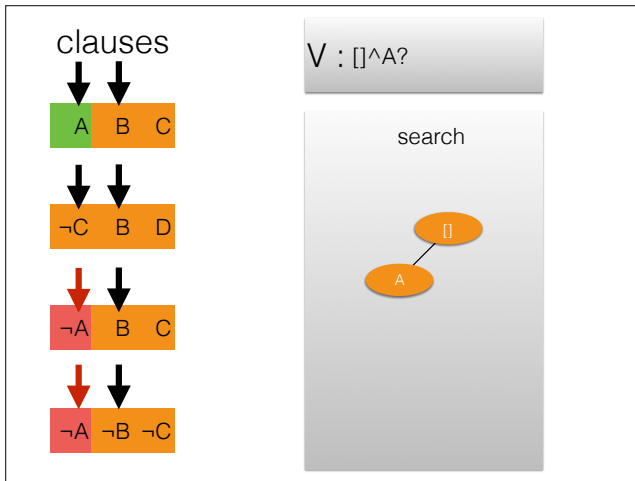 clauses
A B C
¬C B D
¬A B C
¬A ¬B ¬C
V : []^A?
search
[]
A